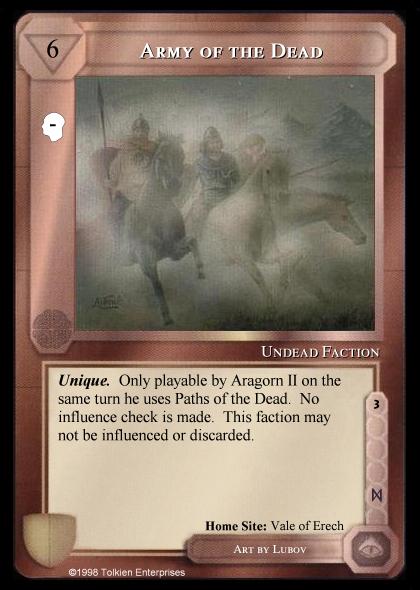 6
ARMY OF THE DEAD
UNDEAD FACTION
Unique. Only playable by Aragorn II on the
same turn he uses Paths of the Dead. No
influence check is made. This faction may
not be influenced or discarded.
3
Home Site: Vale of Erech
ART BY LUBOV
©1998 Tolkien Enterprises